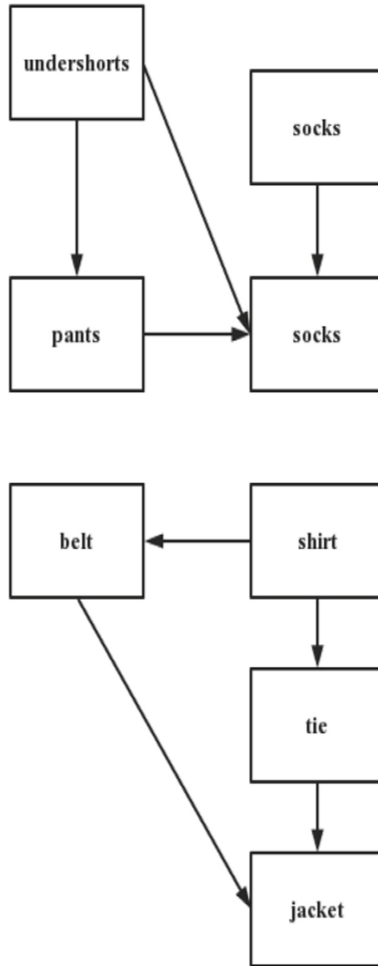 undershorts
socks
pants
socks
belt
shirt
tie
jacket